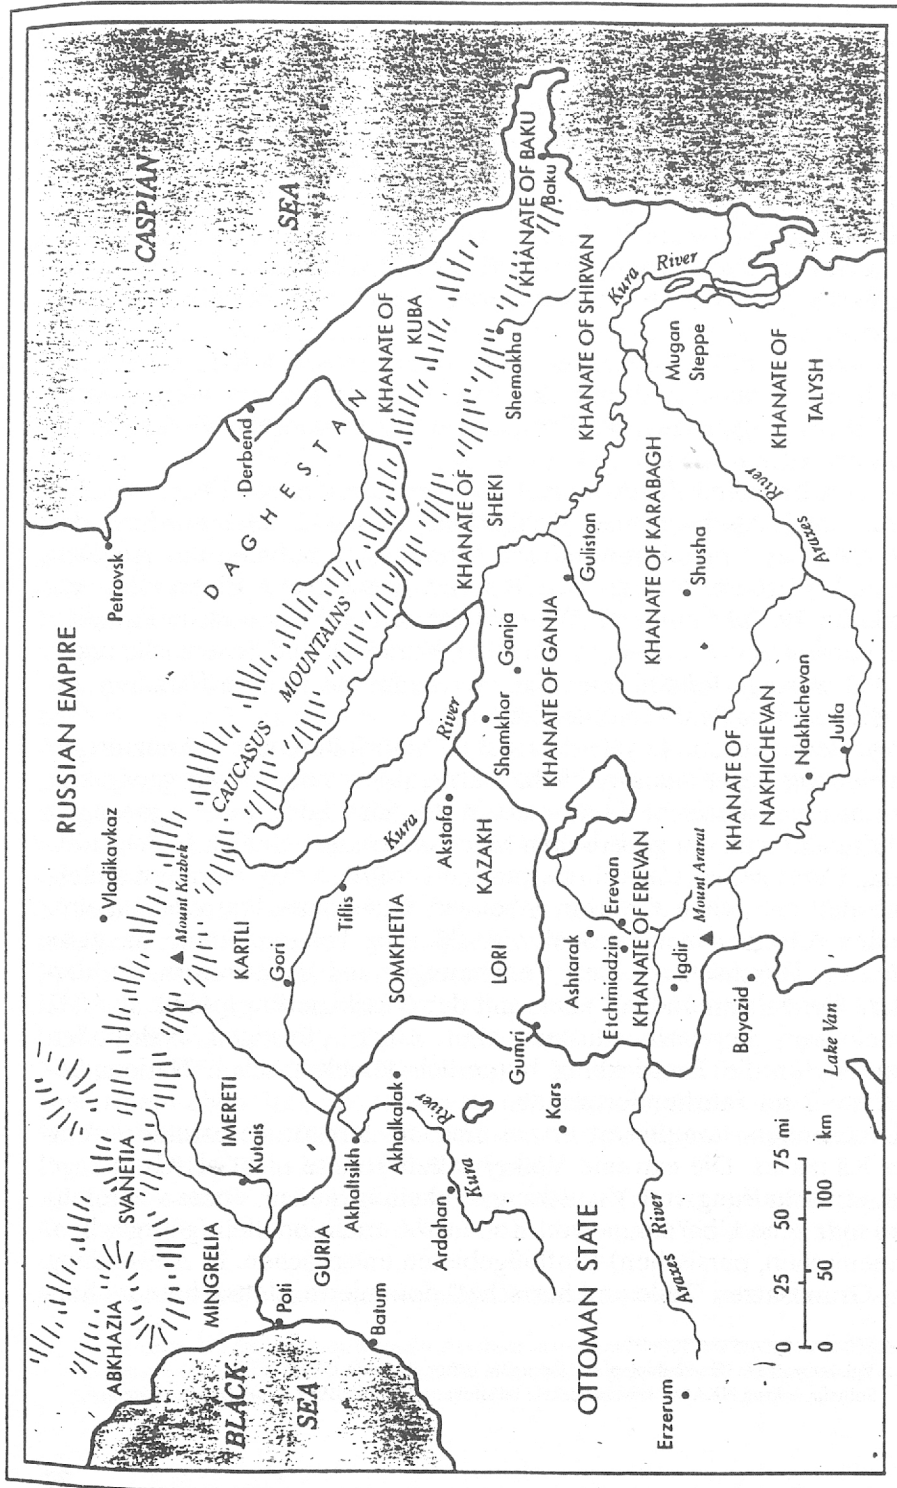 RUSSIAN EMPIRE
CASPIAN
SEA
Petrovsk
Vladikavkaz
DAGHESTAN
Derbend
KHANATE OF
KUBA
CAUCASUS MOUNTAINS
Mount Kazbek
SVANETIA
ABKHAZIA
MINGRELIA
IMERETI
Kutais
Poti
BLACK
SEA
GURIA
Batum
KARTLI
Gori
Tiflis
SOMKHETIA
Kura River
Akstafa
KAZAKH
LORI
KHANATE OF
SHEKI
Shemakha
KHANATE OF BAKU
Baku
KHANATE OF SHIRVAN
Kura River
Mugan
Steppe
KHANATE OF
TALYSH
Akhaltsikh
Akhalkalak
Ardahan
Kura River
Shamkhor
Ganja
KHANATE OF GANJA
Gulistan
KHANATE OF KARABAGH
Shusha
Araxes River
Gumri
Kars
Ashtarak
Etchmiadzin
Erevan
KHANATE OF EREVAN
Igdir
Mount Ararat
KHANATE OF
NAKHICHEVAN
Nakhichevan
Julfa
Bayazid
Lake Van
OTTOMAN STATE
Araxes River
Erzerum
0 25 50 75 mi
0 50 100 km